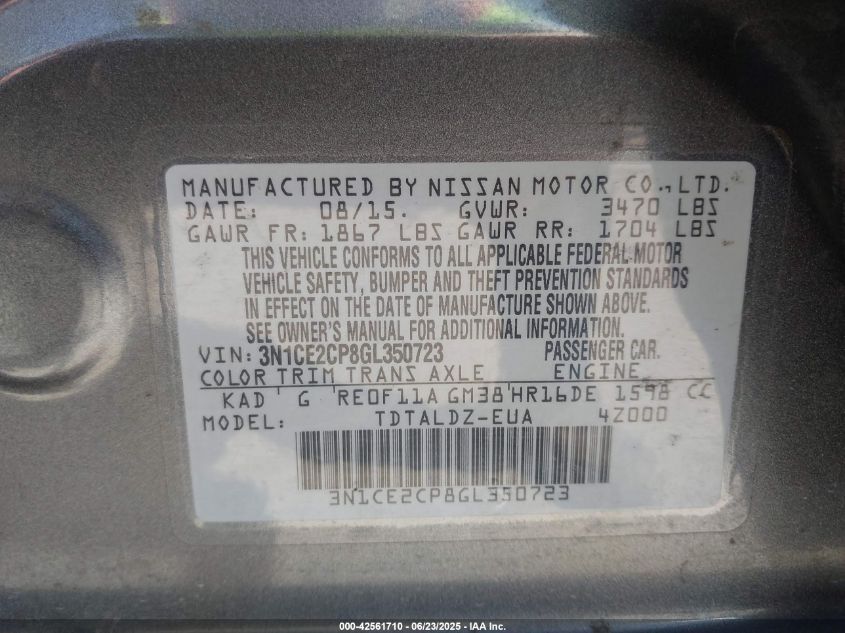 MANUFACTURED BY NISSAN MOTOR CO., LTD.
DATE: 08/15. GVWR: 3470 LBS
GAWR FR: 1867 LBS GAWR RR: 1704 LBS
THIS VEHICLE CONFORMS TO ALL APPLICABLE FEDERAL MOTOR
VEHICLE SAFETY, BUMPER AND THEFT PREVENTION STANDARDS
IN EFFECT ON THE DATE OF MANUFACTURE SHOWN ABOVE.
SEE OWNER'S MANUAL FOR ADDITIONAL INFORMATION.
VIN: 3N1CE2CP8GL350723 PASSENGER CAR.
COLOR TRIM TRANS AXLE ENGINE
KAD G RE0F11A GM38 HR16DE 1598 CC
MODEL: TDTALDZ-EUA 4Z000
3N1CE2CP8GL350723
000-42561710 - 06/23/2025 - IAA Inc.